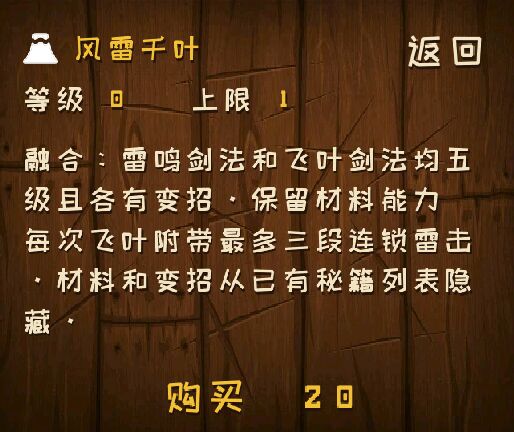 风雷千叶 返回
等级 0 上限 1
融合：雷鸣剑法和飞叶剑法均五
级且各有变招·保留材料能力
每次飞叶附带最多三段连锁雷击
·材料和变招从已有秘籍列表隐
藏·
购买 20